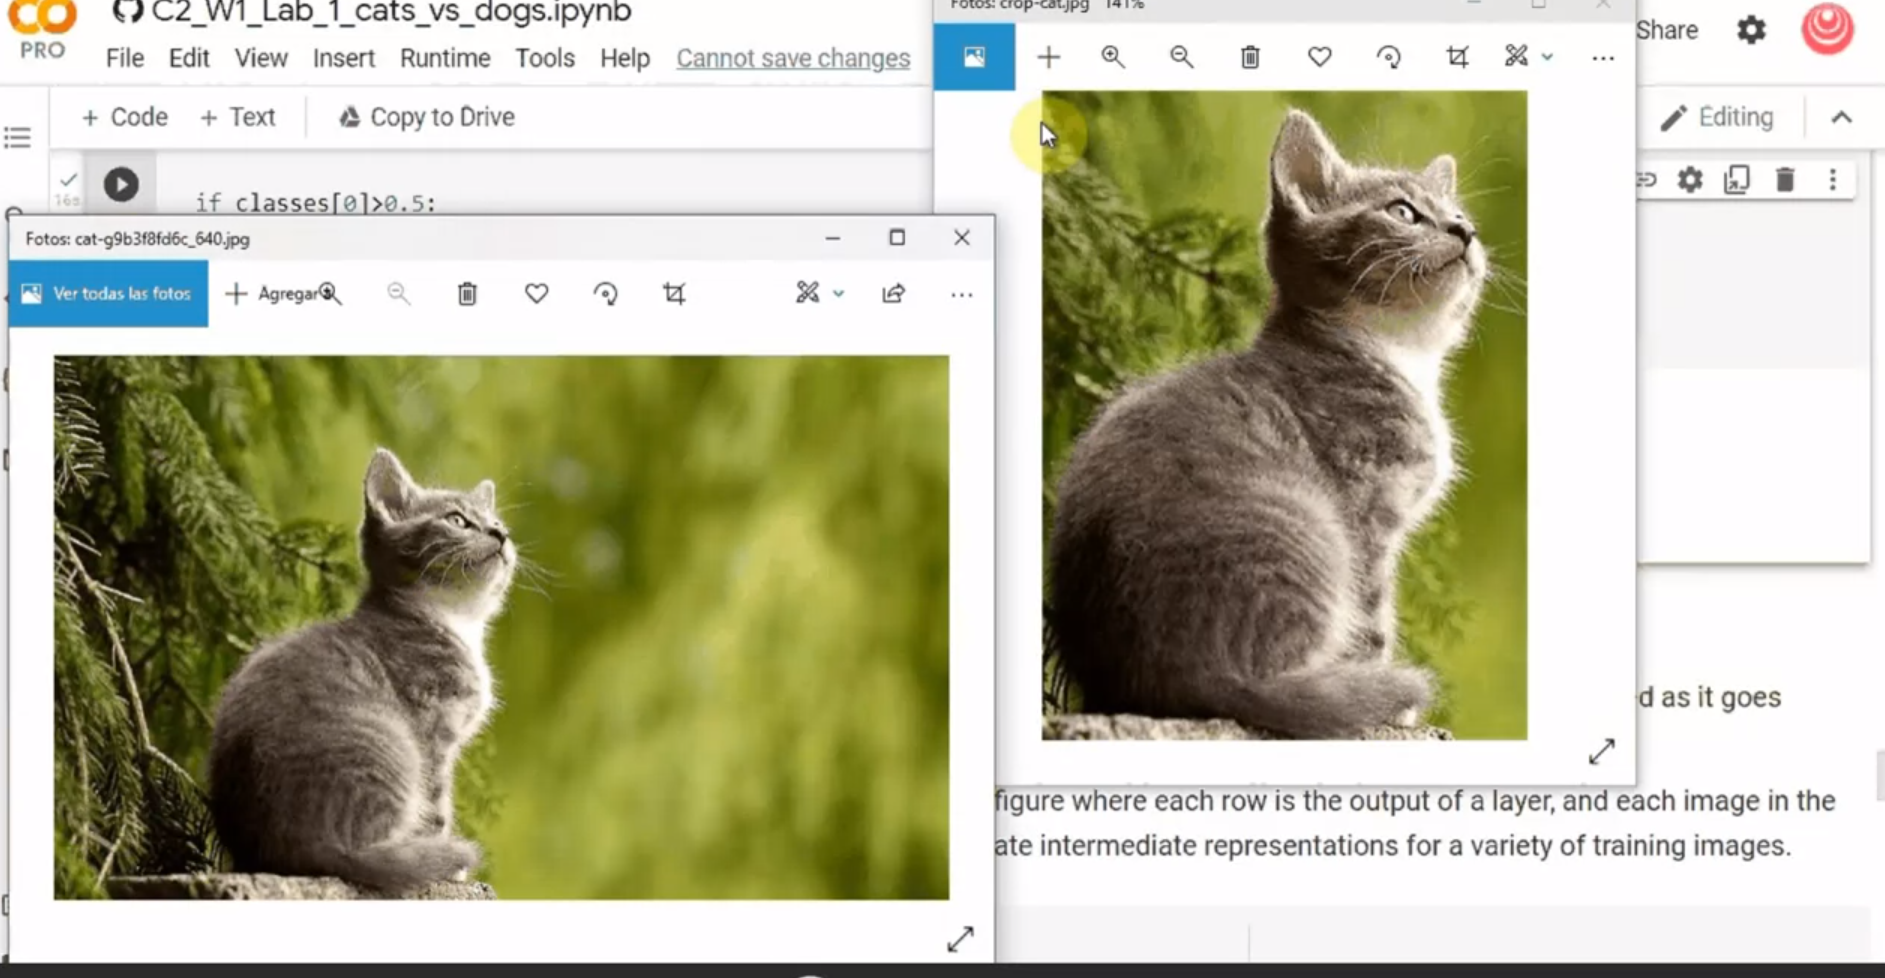 C2_W1_Lab_1_cats_vs_dogs.ipynb
PRO
File Edit View Insert Runtime Tools Help Cannot save changes
Share
+ Code + Text Copy to Drive
Editing
16s
if classes[0]>0.5:
Fotos: crop-cat.jpg 141%
Fotos: cat-g9b3f8fd6c_640.jpg
Ver todas las fotos
Agregar
d as it goes
figure where each row is the output of a layer, and each image in the
ate intermediate representations for a variety of training images.